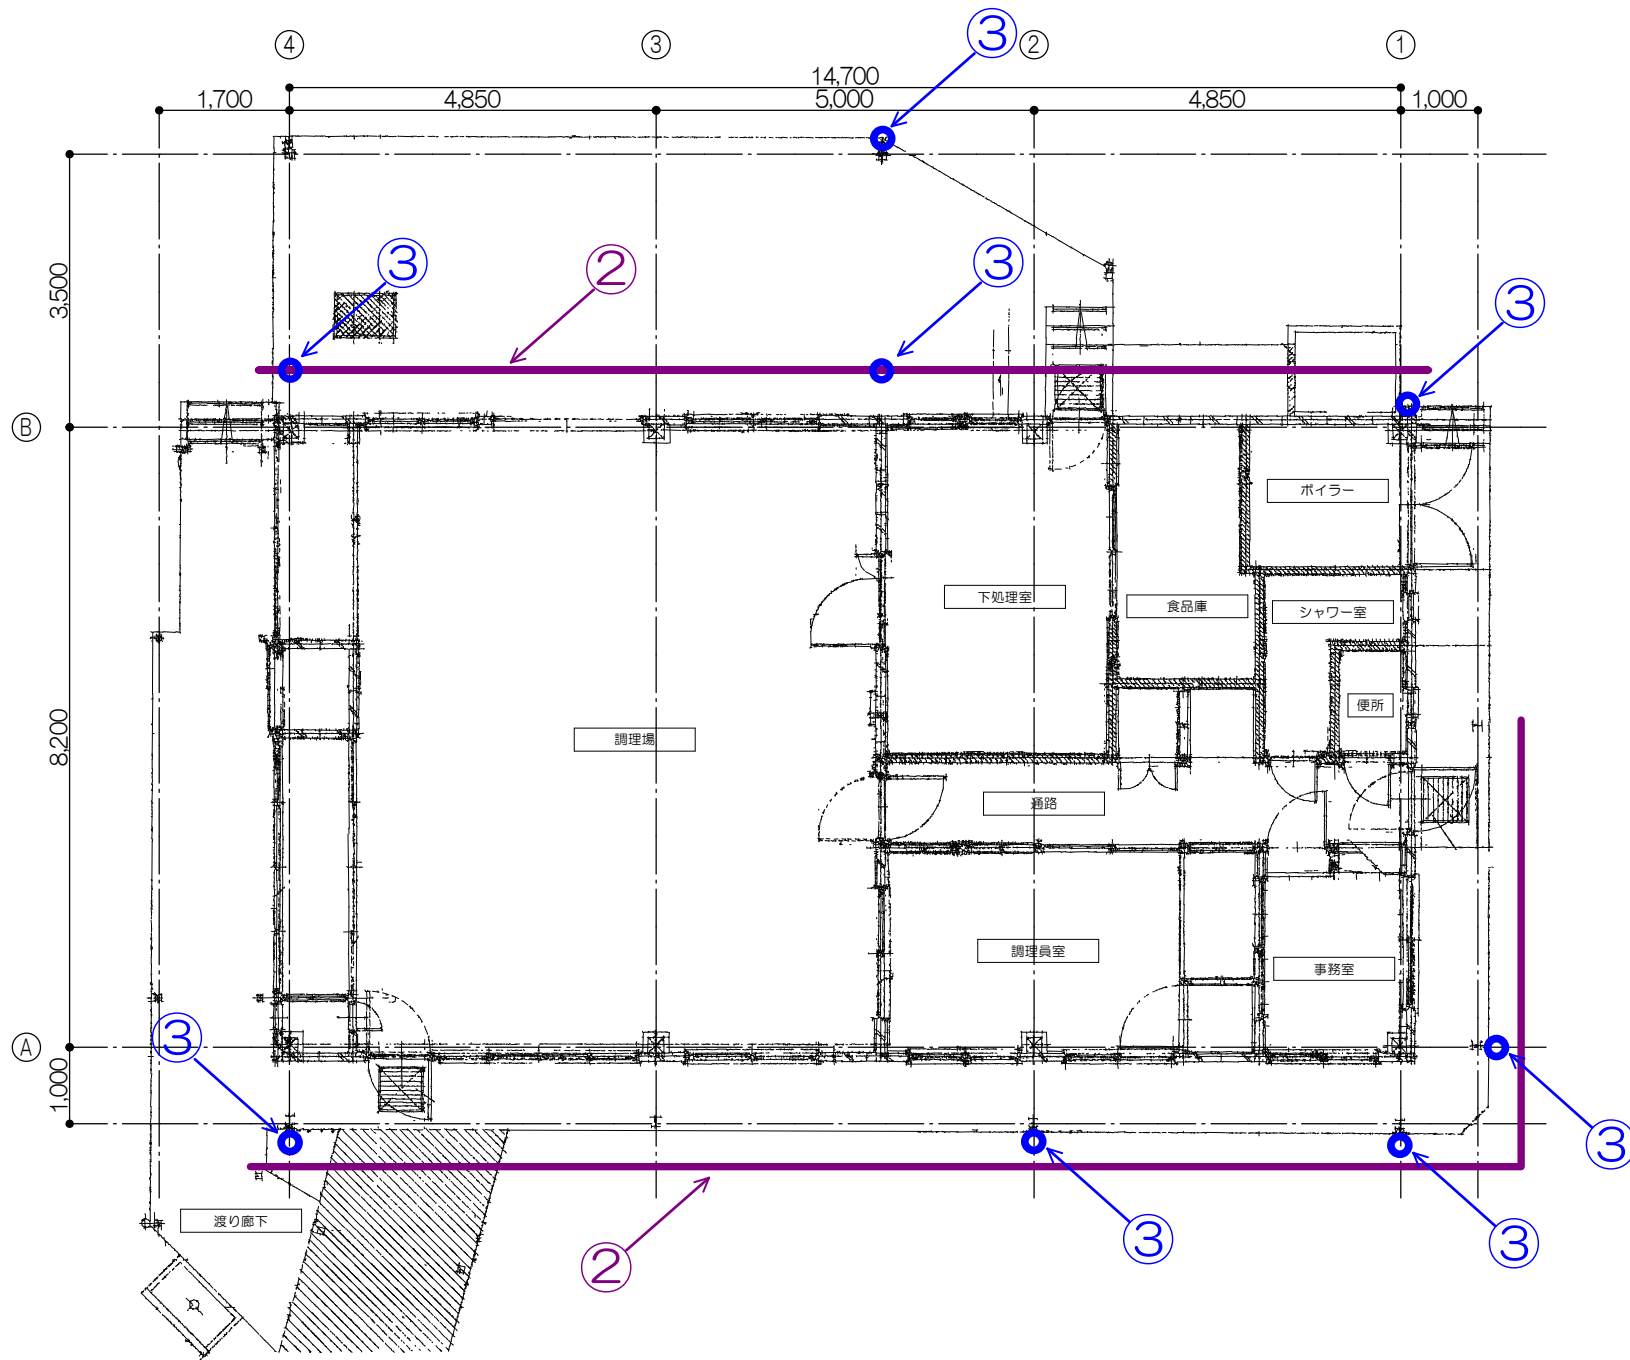 ④ ③ ③ ② ①
14,700
1,700 4,850 5,000 4,850 1,000
3,500
③ ② ③ ③
Ⓑ
ボイラー
下処理室 食品庫 シャワー室
便所
8,200
調理場
通路
調理員室 事務室
Ⓐ
③
1,000
③
渡り廊下
② ③ ③